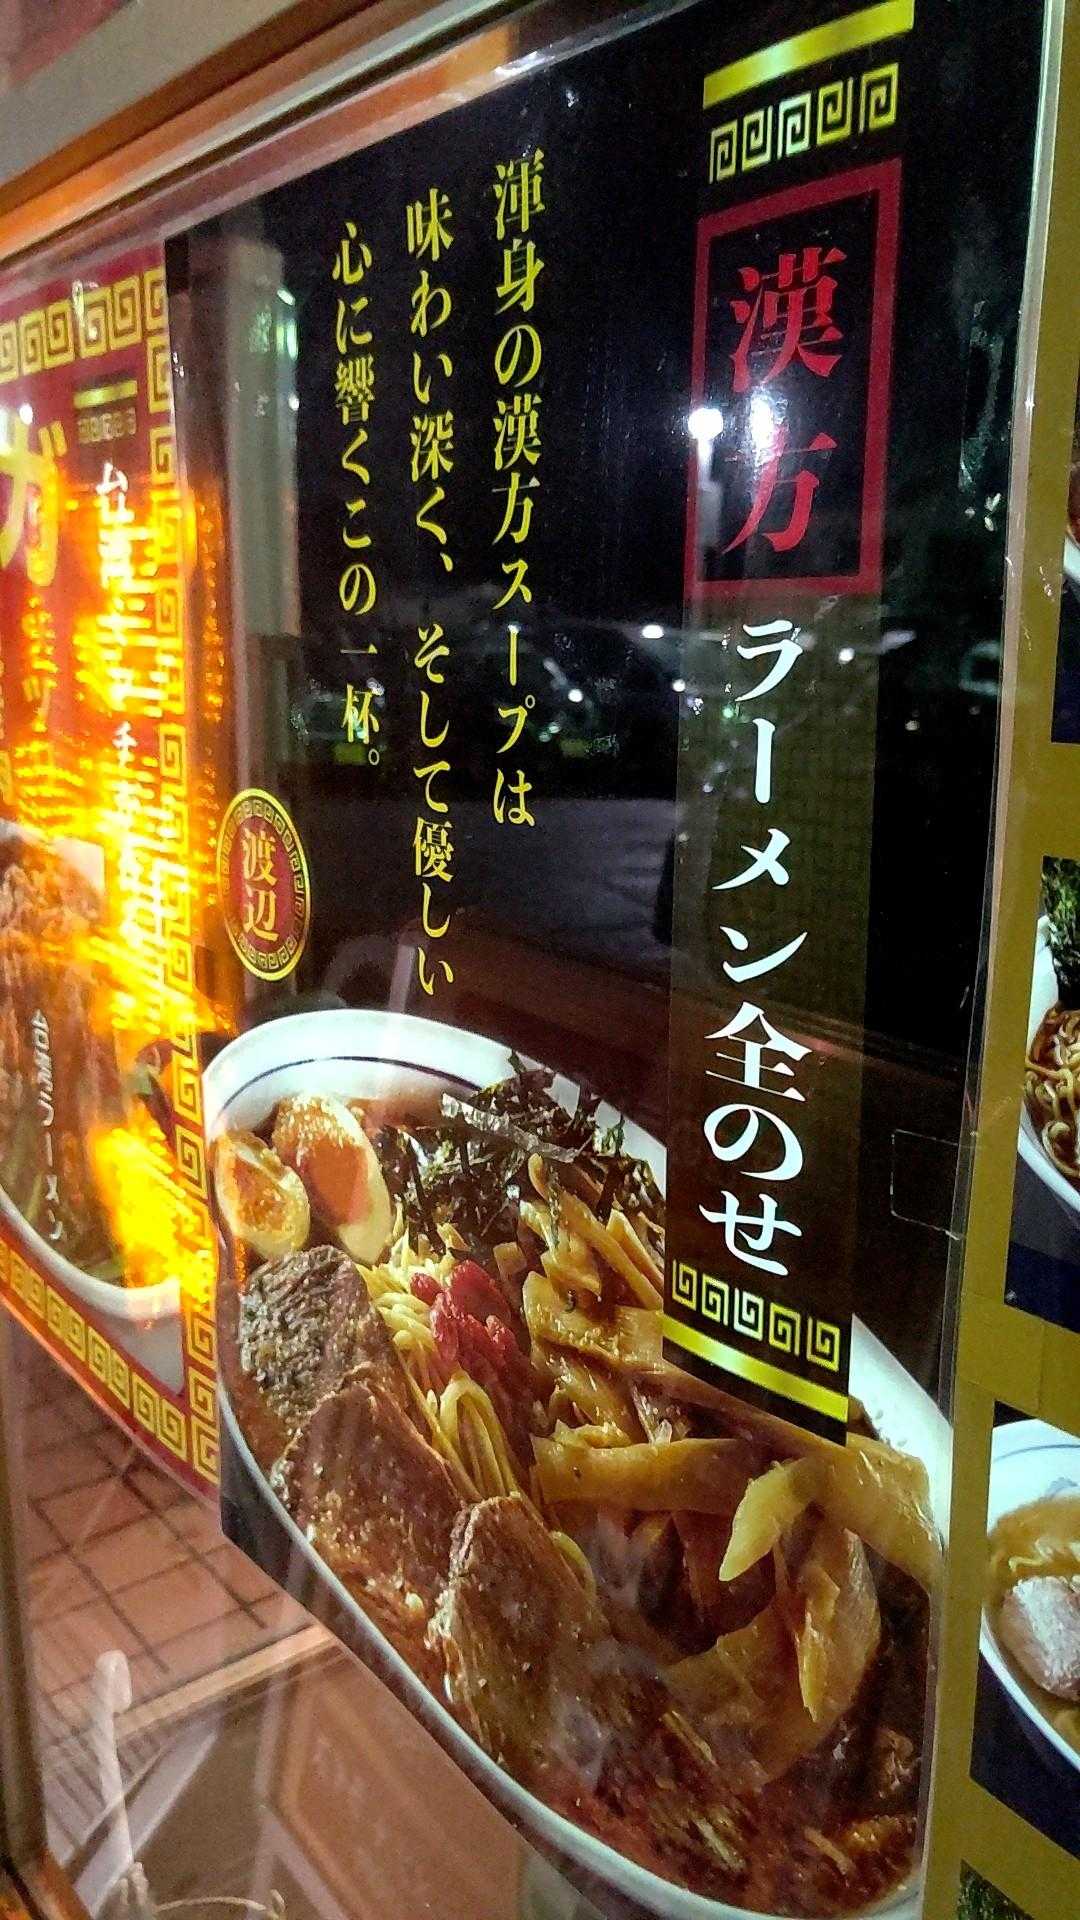 漢方ラーメン全のせ
渾身の漢方スープは
味わい深く、そして優しい
心に響くこの一杯。
渡辺
ガ